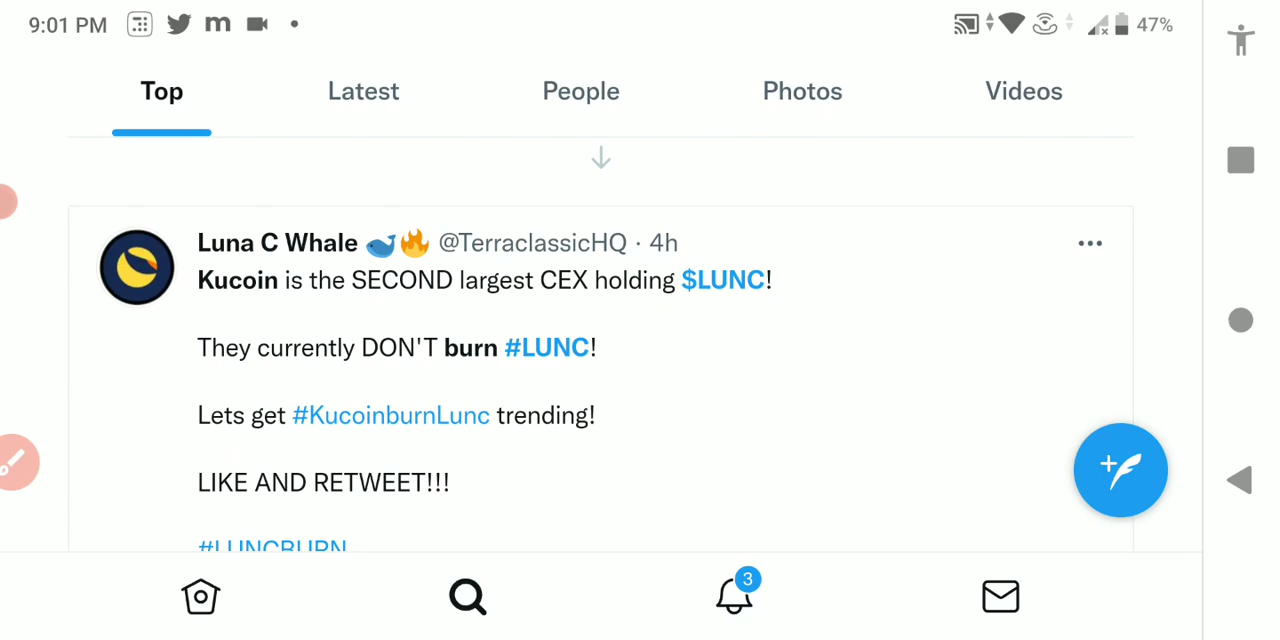 9:01 PM m 47%
Top Latest People Photos Videos
Luna C Whale 🐋🔥 @TerraclassicHQ · 4h
Kucoin is the SECOND largest CEX holding $LUNC!
They currently DON'T burn #LUNC!
Lets get #KucoinburnLunc trending!
LIKE AND RETWEET!!!
#LUNCBURN
3